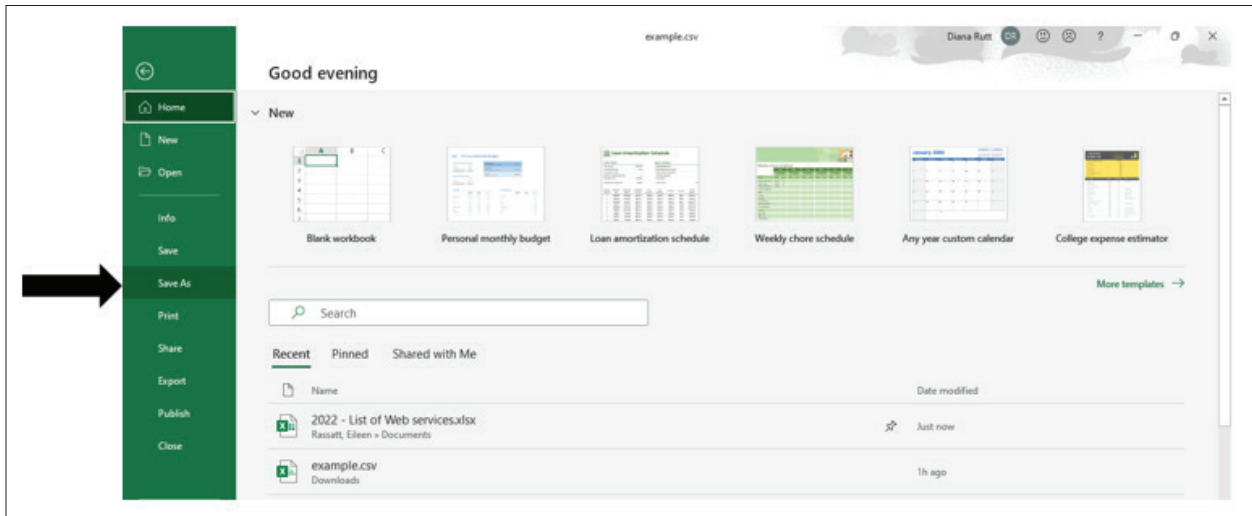 example.csv
Diana Rutt DR ?
Good evening
Home
New
Open
Info
Save
Save As
Print
Share
Export
Publish
Close
New
A B C
Blank workbook
Personal monthly budget
Loan amortization schedule
Weekly chore schedule
Any year custom calendar
College expense estimator
More templates
Search
Recent Pinned Shared with Me
Name Date modified
2022 - List of Web services.xlsx
Rassatt, Eileen » Documents
Just now
example.csv
Downloads
1h ago